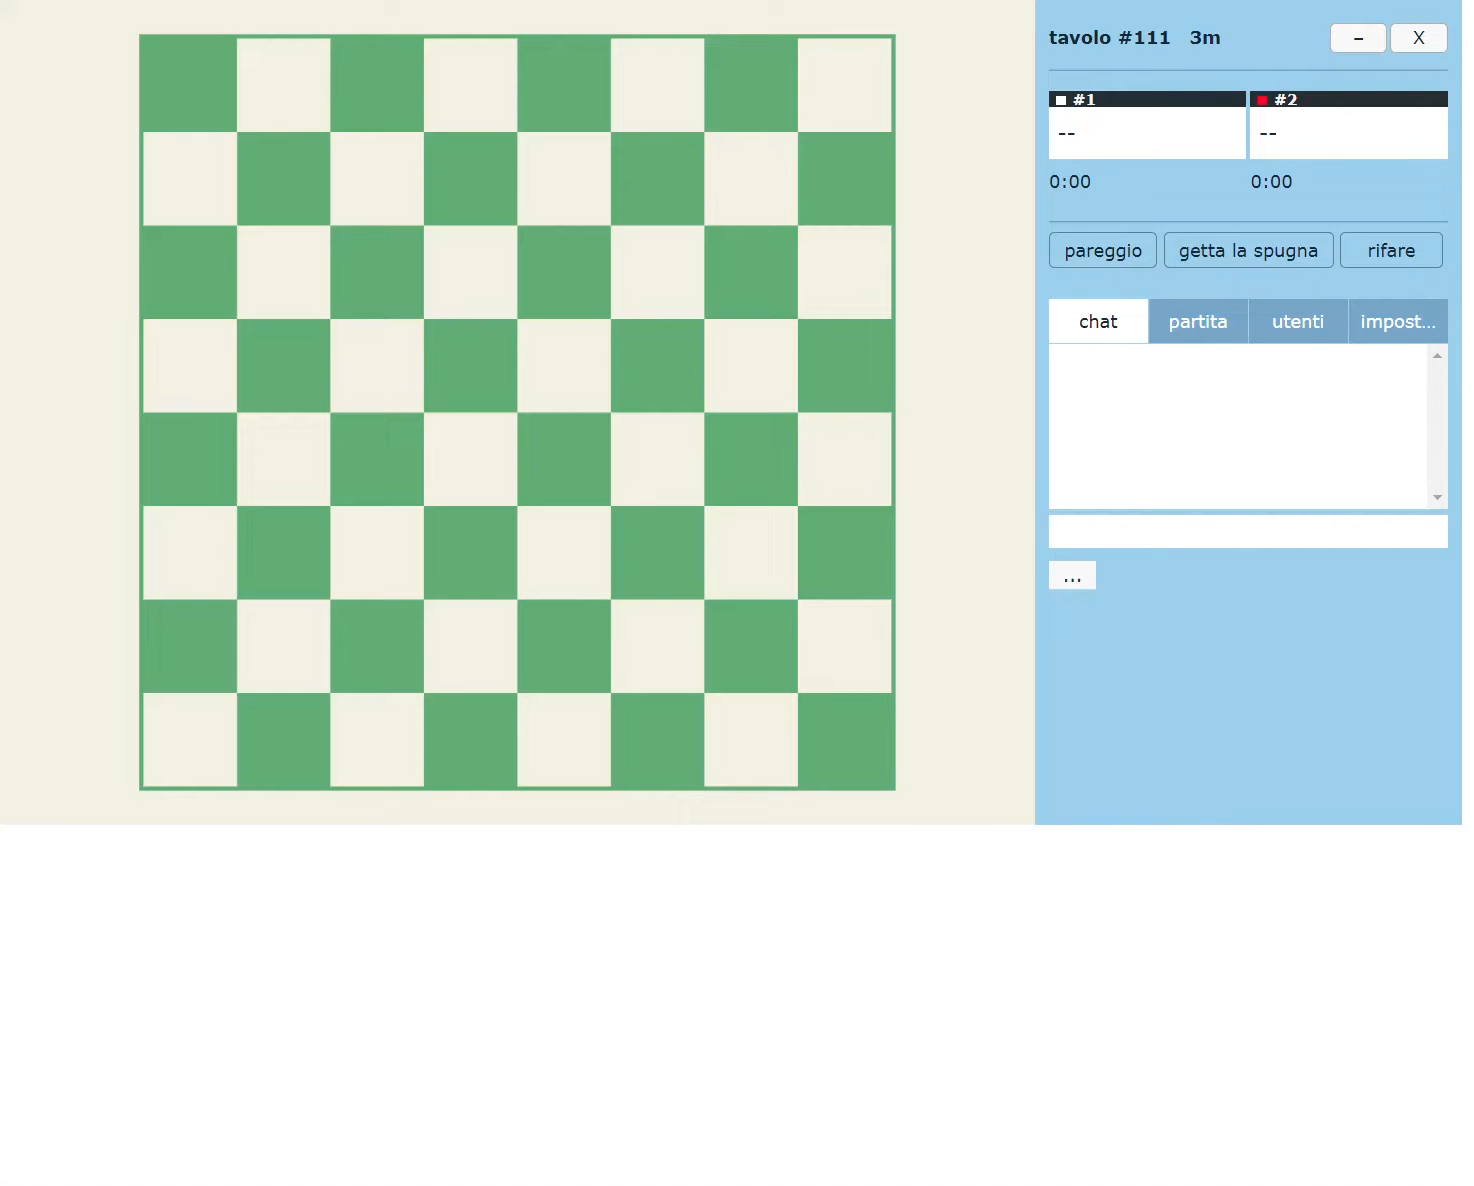 tavolo #111 3m – X
#1 #2
-- --
0:00 0:00
pareggio getta la spugna rifare
chat partita utenti impost...
...